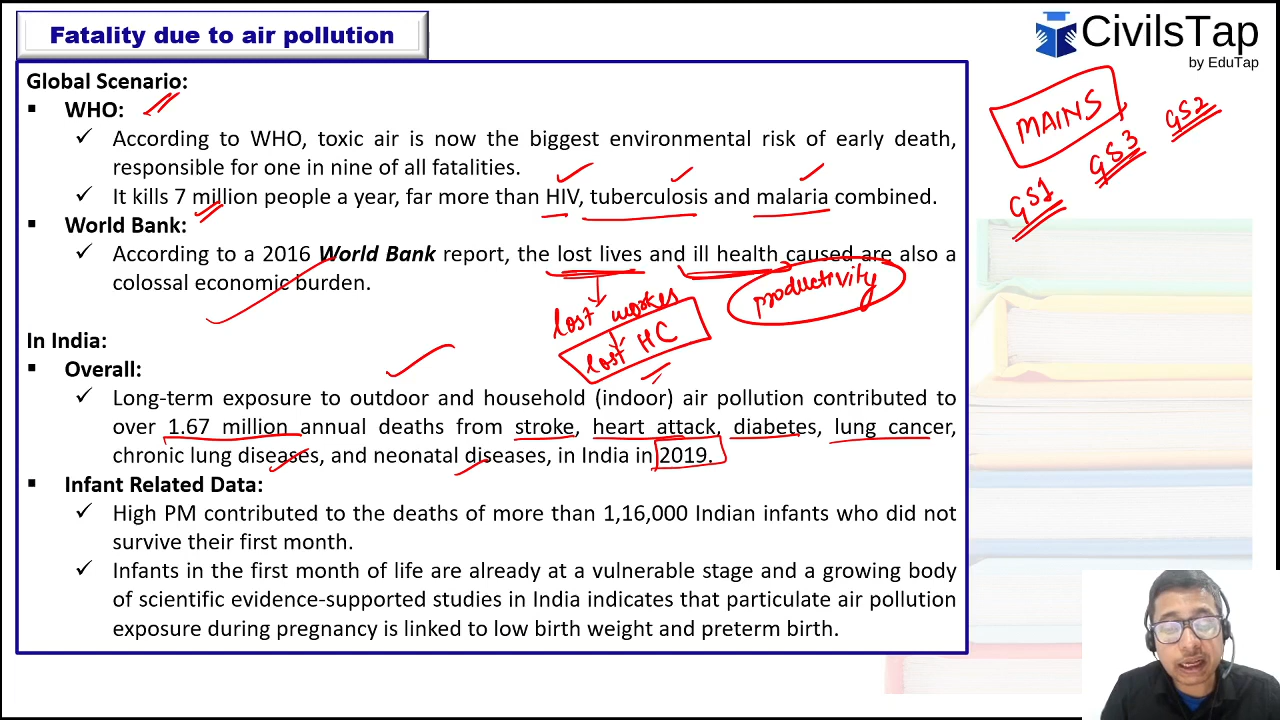 Fatality due to air pollution
CivilsTap
by EduTap
Global Scenario:
▪ WHO:
✓ According to WHO, toxic air is now the biggest environmental risk of early death,
responsible for one in nine of all fatalities.
✓ It kills 7 million people a year, far more than HIV, tuberculosis and malaria combined.
▪ World Bank:
✓ According to a 2016 World Bank report, the lost lives and ill health caused are also a
colossal economic burden.
MAINS
GS1
GS3
GS2
productivity
lost workes
lost HC
In India:
▪ Overall:
✓ Long-term exposure to outdoor and household (indoor) air pollution contributed to
over 1.67 million annual deaths from stroke, heart attack, diabetes, lung cancer,
chronic lung diseases, and neonatal diseases, in India in 2019.
▪ Infant Related Data:
✓ High PM contributed to the deaths of more than 1,16,000 Indian infants who did not
survive their first month.
✓ Infants in the first month of life are already at a vulnerable stage and a growing body
of scientific evidence-supported studies in India indicates that particulate air pollution
exposure during pregnancy is linked to low birth weight and preterm birth.